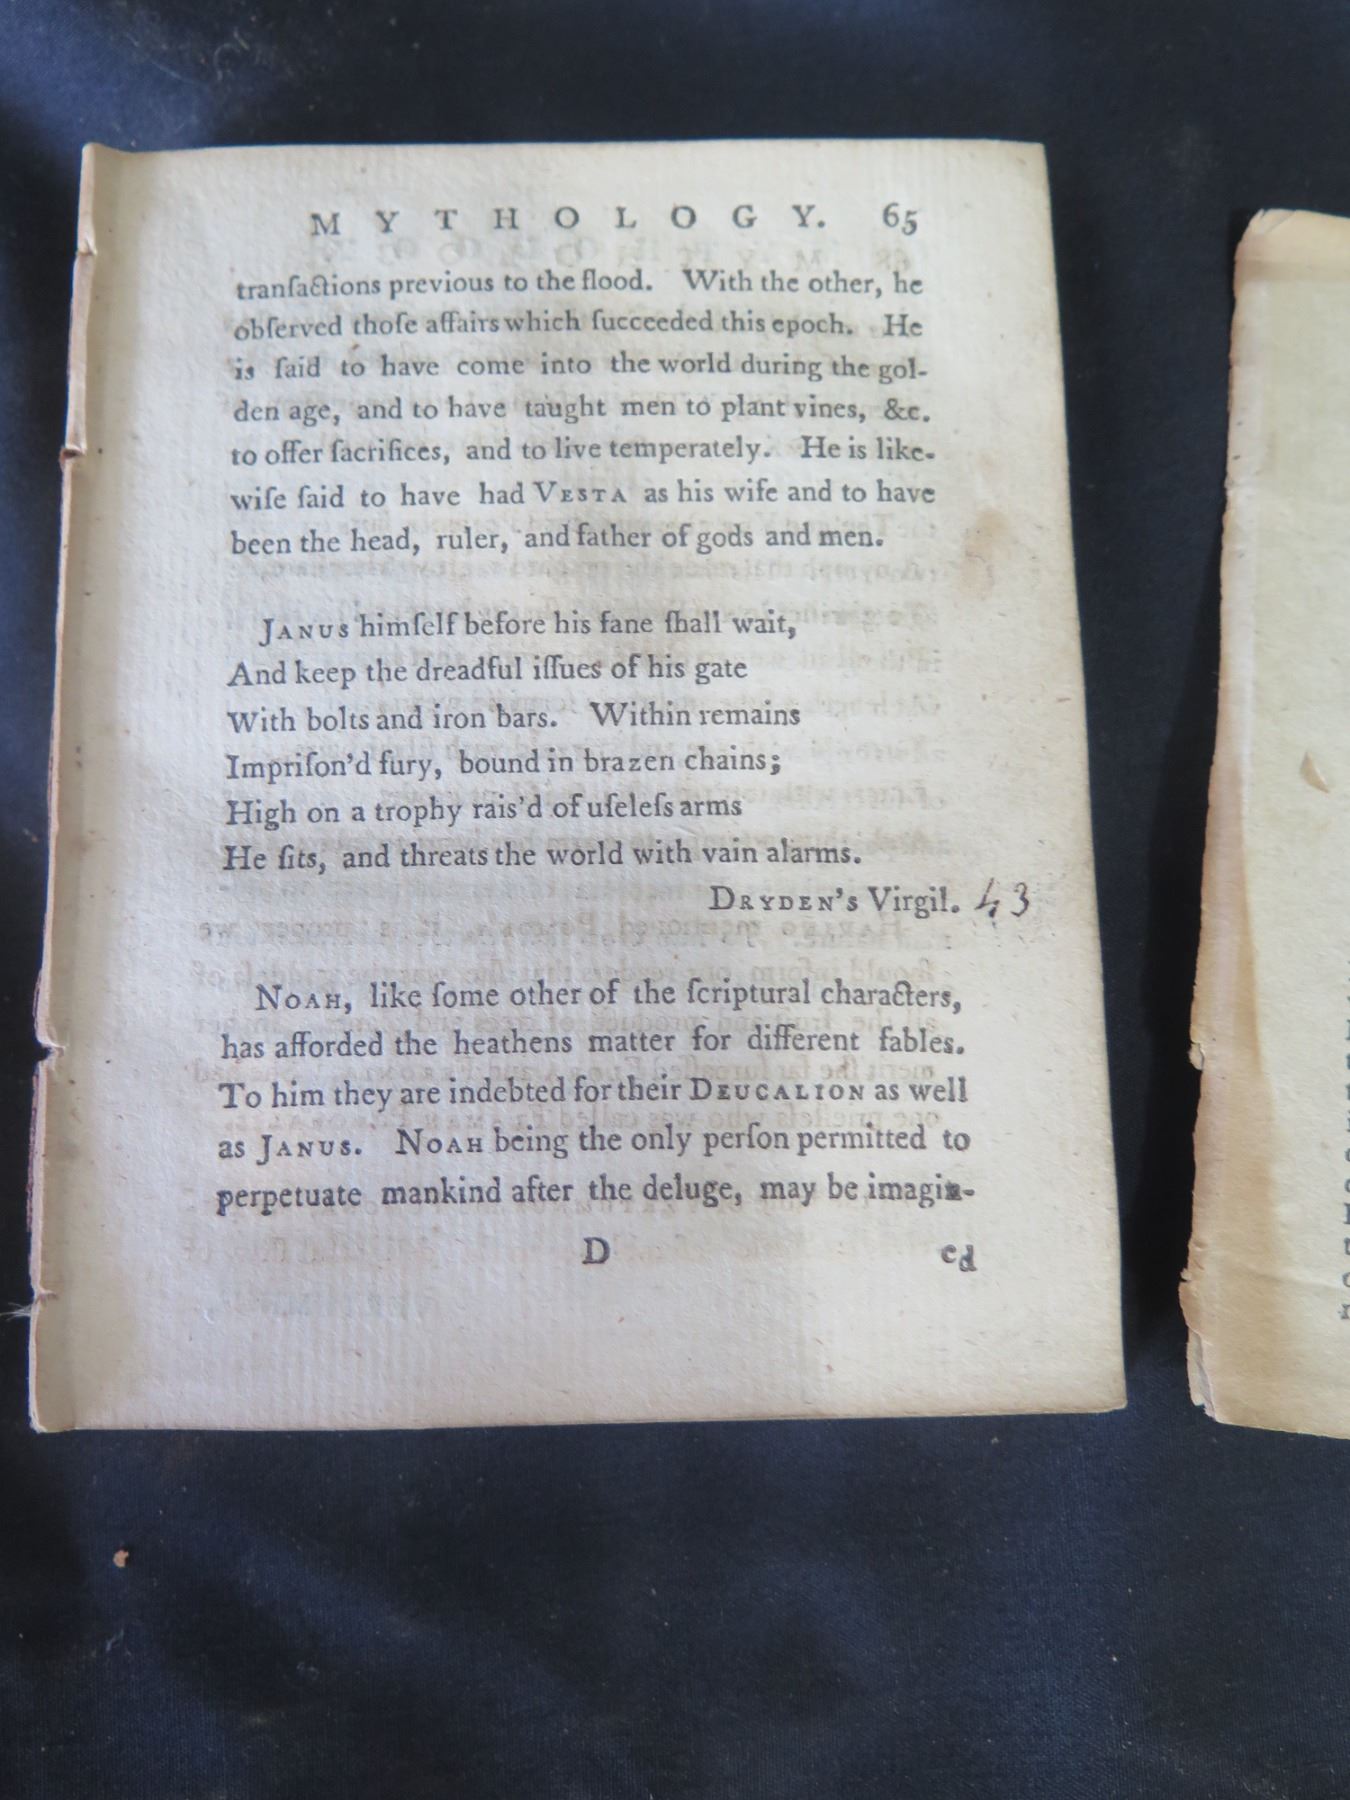 MYTHOLOGY. 65
tranſactions previous to the flood. With the other, he
obſerved thoſe affairs which ſucceeded this epoch. He
is ſaid to have come into the world during the gol-
den age, and to have taught men to plant vines, &c.
to offer ſacrifices, and to live temperately. He is like-
wiſe ſaid to have had VESTA as his wife and to have
been the head, ruler, and father of gods and men.
JANUS himſelf before his fane ſhall wait,
And keep the dreadful iſſues of his gate
With bolts and iron bars. Within remains
Impriſon'd fury, bound in brazen chains;
High on a trophy rais'd of uſeleſs arms
He ſits, and threats the world with vain alarms.
DRYDEN'S Virgil. 43
NOAH, like ſome other of the ſcriptural characters,
has afforded the heathens matter for different fables.
To him they are indebted for their DEUCALION as well
as JANUS. NOAH being the only perſon permitted to
perpetuate mankind after the deluge, may be imagin-
D ed